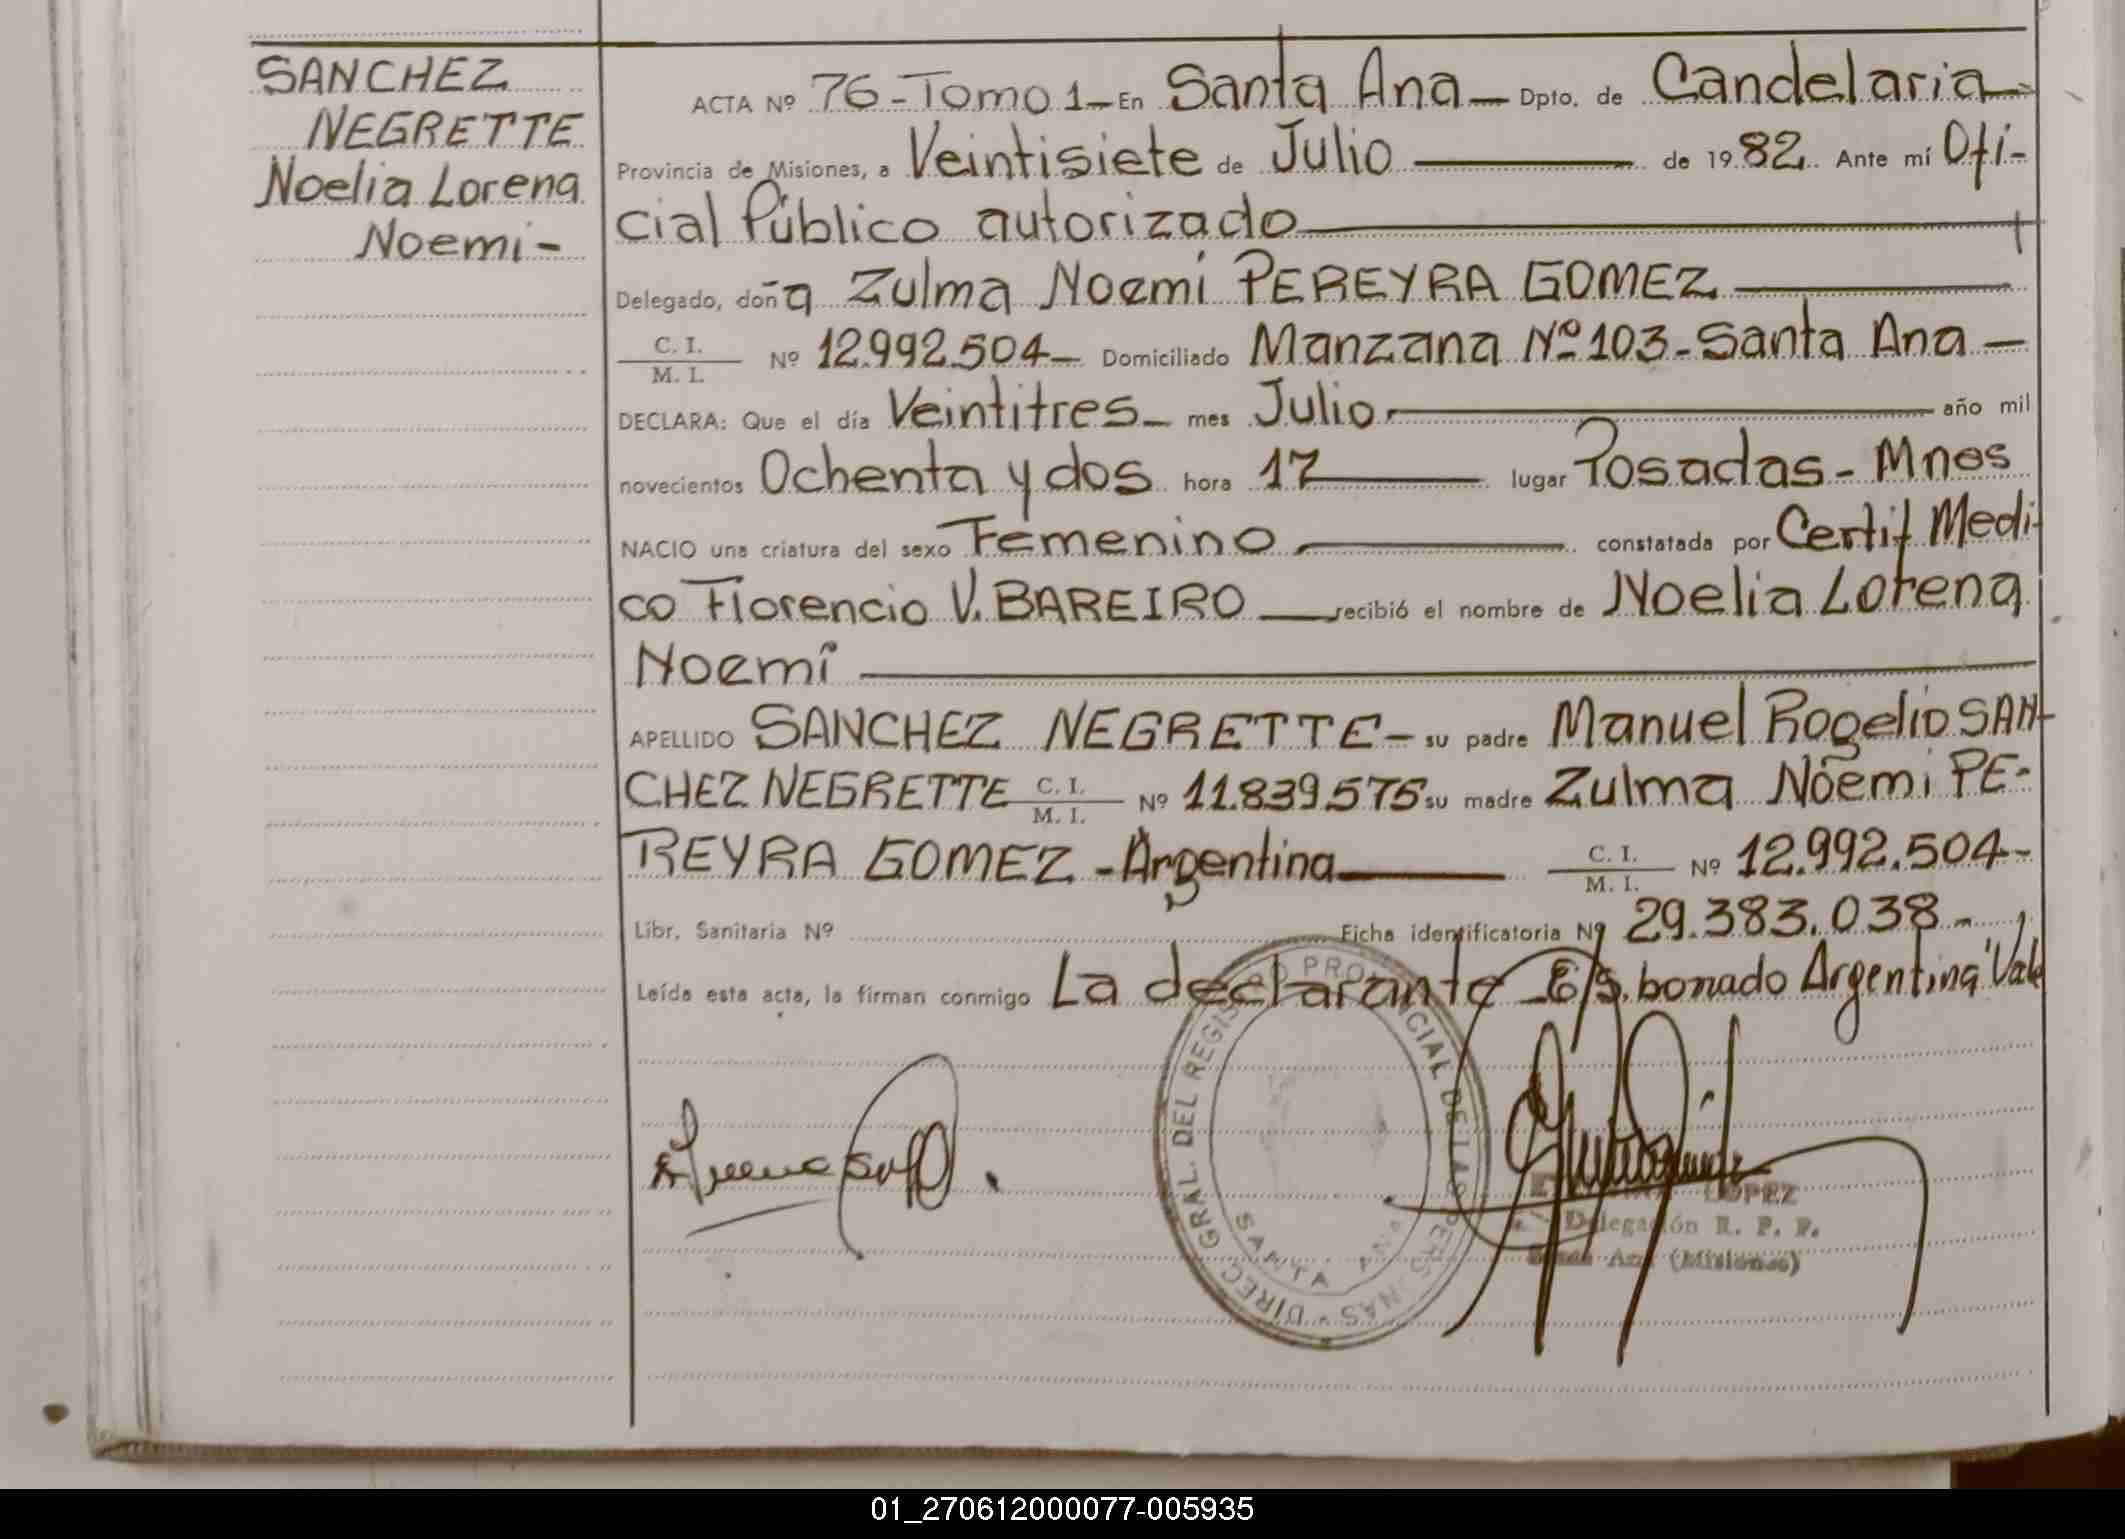 SANCHEZ
NEGRETTE
Noelia Lorena
Noemi-
ACTA Nº 76-Tomo 1- En Santa Ana- Dpto. de Candelaria-
Provincia de Misiones, a Veintisiete de Julio de 1982. Ante mí Ofi-
cial Público autorizado
Delegado, doña Zulma Noemí PEREYRA GOMEZ
C. I.
M. I. Nº 12.992.504- Domiciliado Manzana Nº 103-Santa Ana-
DECLARA: Que el día Veintitres- mes Julio año mil
novecientos Ochenta y dos hora 17 lugar Posadas- Mnes
NACIO una criatura del sexo Femenino constatada por Certif Medi-
co Florencio V. BAREIRO recibió el nombre de Noelia Lorena
Noemí
APELLIDO SANCHEZ NEGRETTE- su padre Manuel Rogelio SAN-
CHEZ NEGRETTE C. I. M. I. Nº 11.839.575 su madre Zulma Noemi PE-
REYRA GOMEZ -Argentina C. I. M. I. Nº 12.992.504-
Libr. Sanitaria Nº Ficha identificatoria Nº 29.383.038-
Leída esta acta, la firman conmigo La declarante- E/S. bonado Argentina Vale
DIREC. GRAL. DEL REGISTRO PROVINCIAL DE LAS PERSONAS
SANTA ANA
LOPEZ
Delegación R. P. P.
Santa Ana (Misiones)
01_270612000077-005935